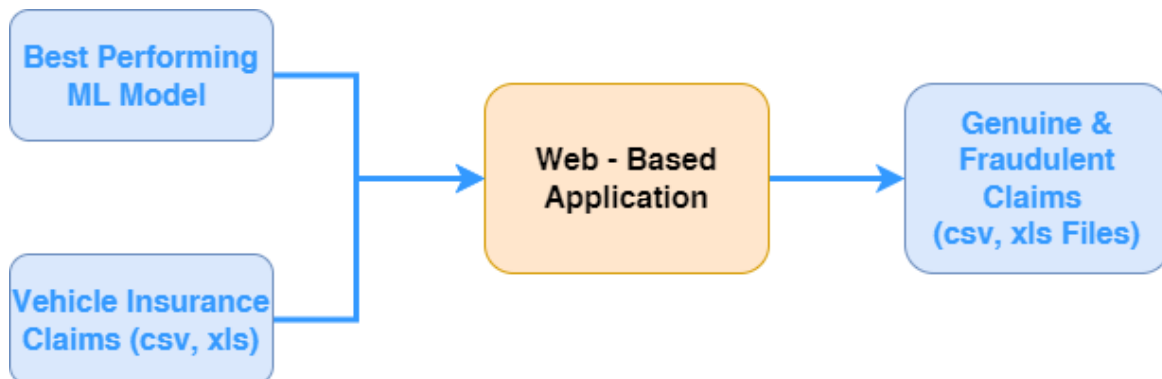 Best Performing
ML Model
Vehicle Insurance
Claims (csv, xls)
Web - Based
Application
Genuine &
Fraudulent
Claims
(csv, xls Files)